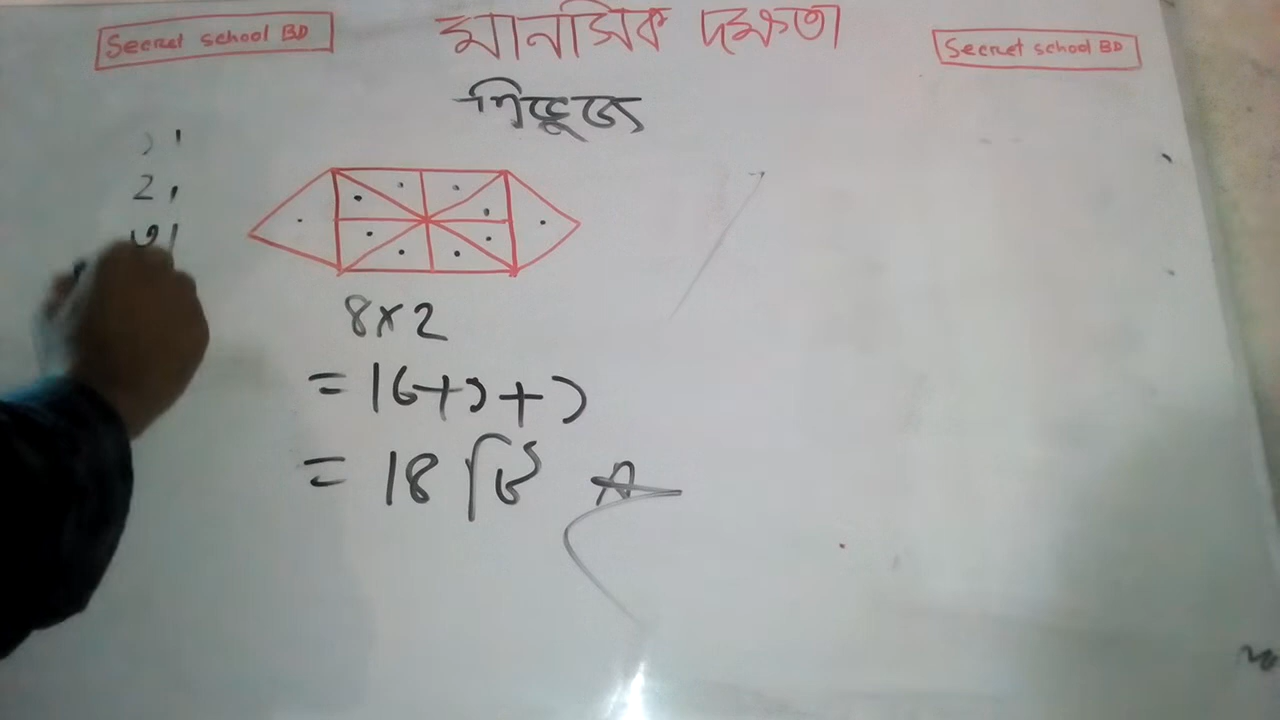 Secret school BD
মানসিক দক্ষতা
Secret school BD
ত্রিভূজ
১।
2।
৩।
8×2
= 16+১+১
= 18 টি